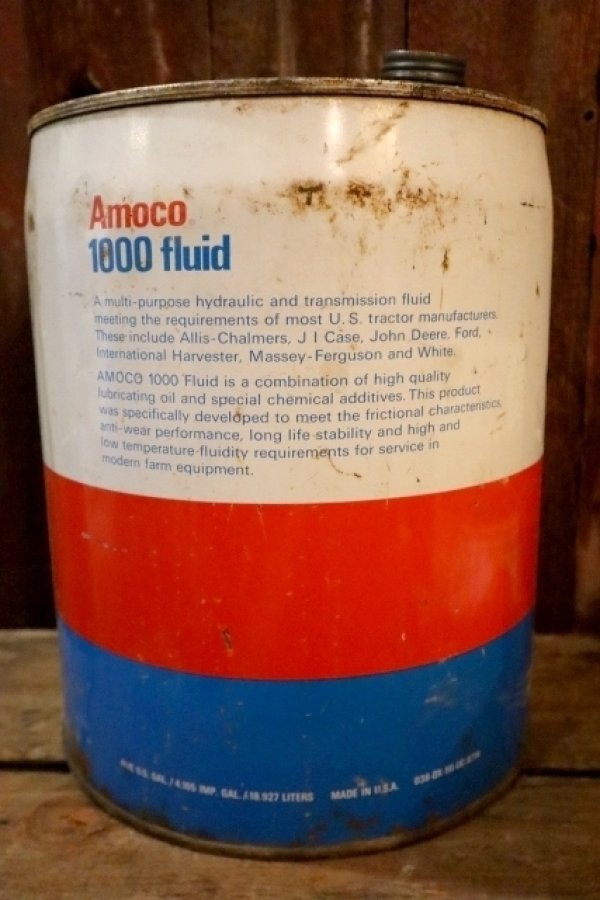 Amoco
1000 fluid
A multi-purpose hydraulic and transmission fluid
meeting the requirements of most U.S. tractor manufacturers.
These include Allis-Chalmers, J I Case, John Deere, Ford,
International Harvester, Massey-Ferguson and White.
AMOCO 1000 Fluid is a combination of high quality
lubricating oil and special chemical additives. This product
was specifically developed to meet the frictional characteristics,
anti-wear performance, long life stability and high and
low temperature fluidity requirements for service in
modern farm equipment.
FIVE U.S. GAL./4.165 IMP. GAL./18.927 LITERS MADE IN U.S.A.